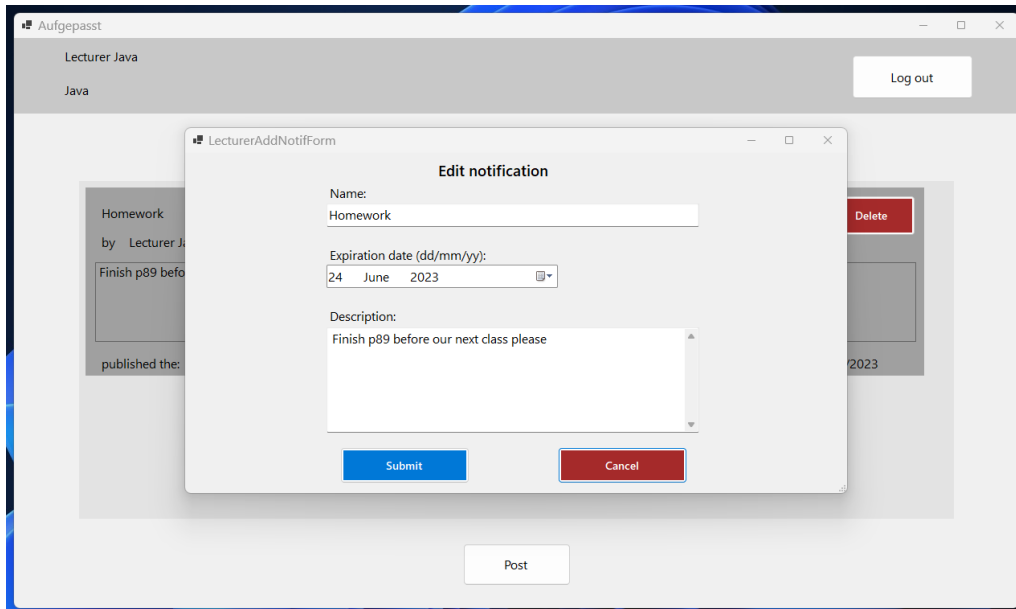 Aufgepasst
Lecturer Java
Java
Log out
LecturerAddNotifForm
Edit notification
Name:
Homework
Expiration date (dd/mm/yy):
24 June 2023
Description:
Finish p89 before our next class please
Submit
Cancel
Homework
Delete
by Lecturer
Finish p89
published the:
/2023
Post